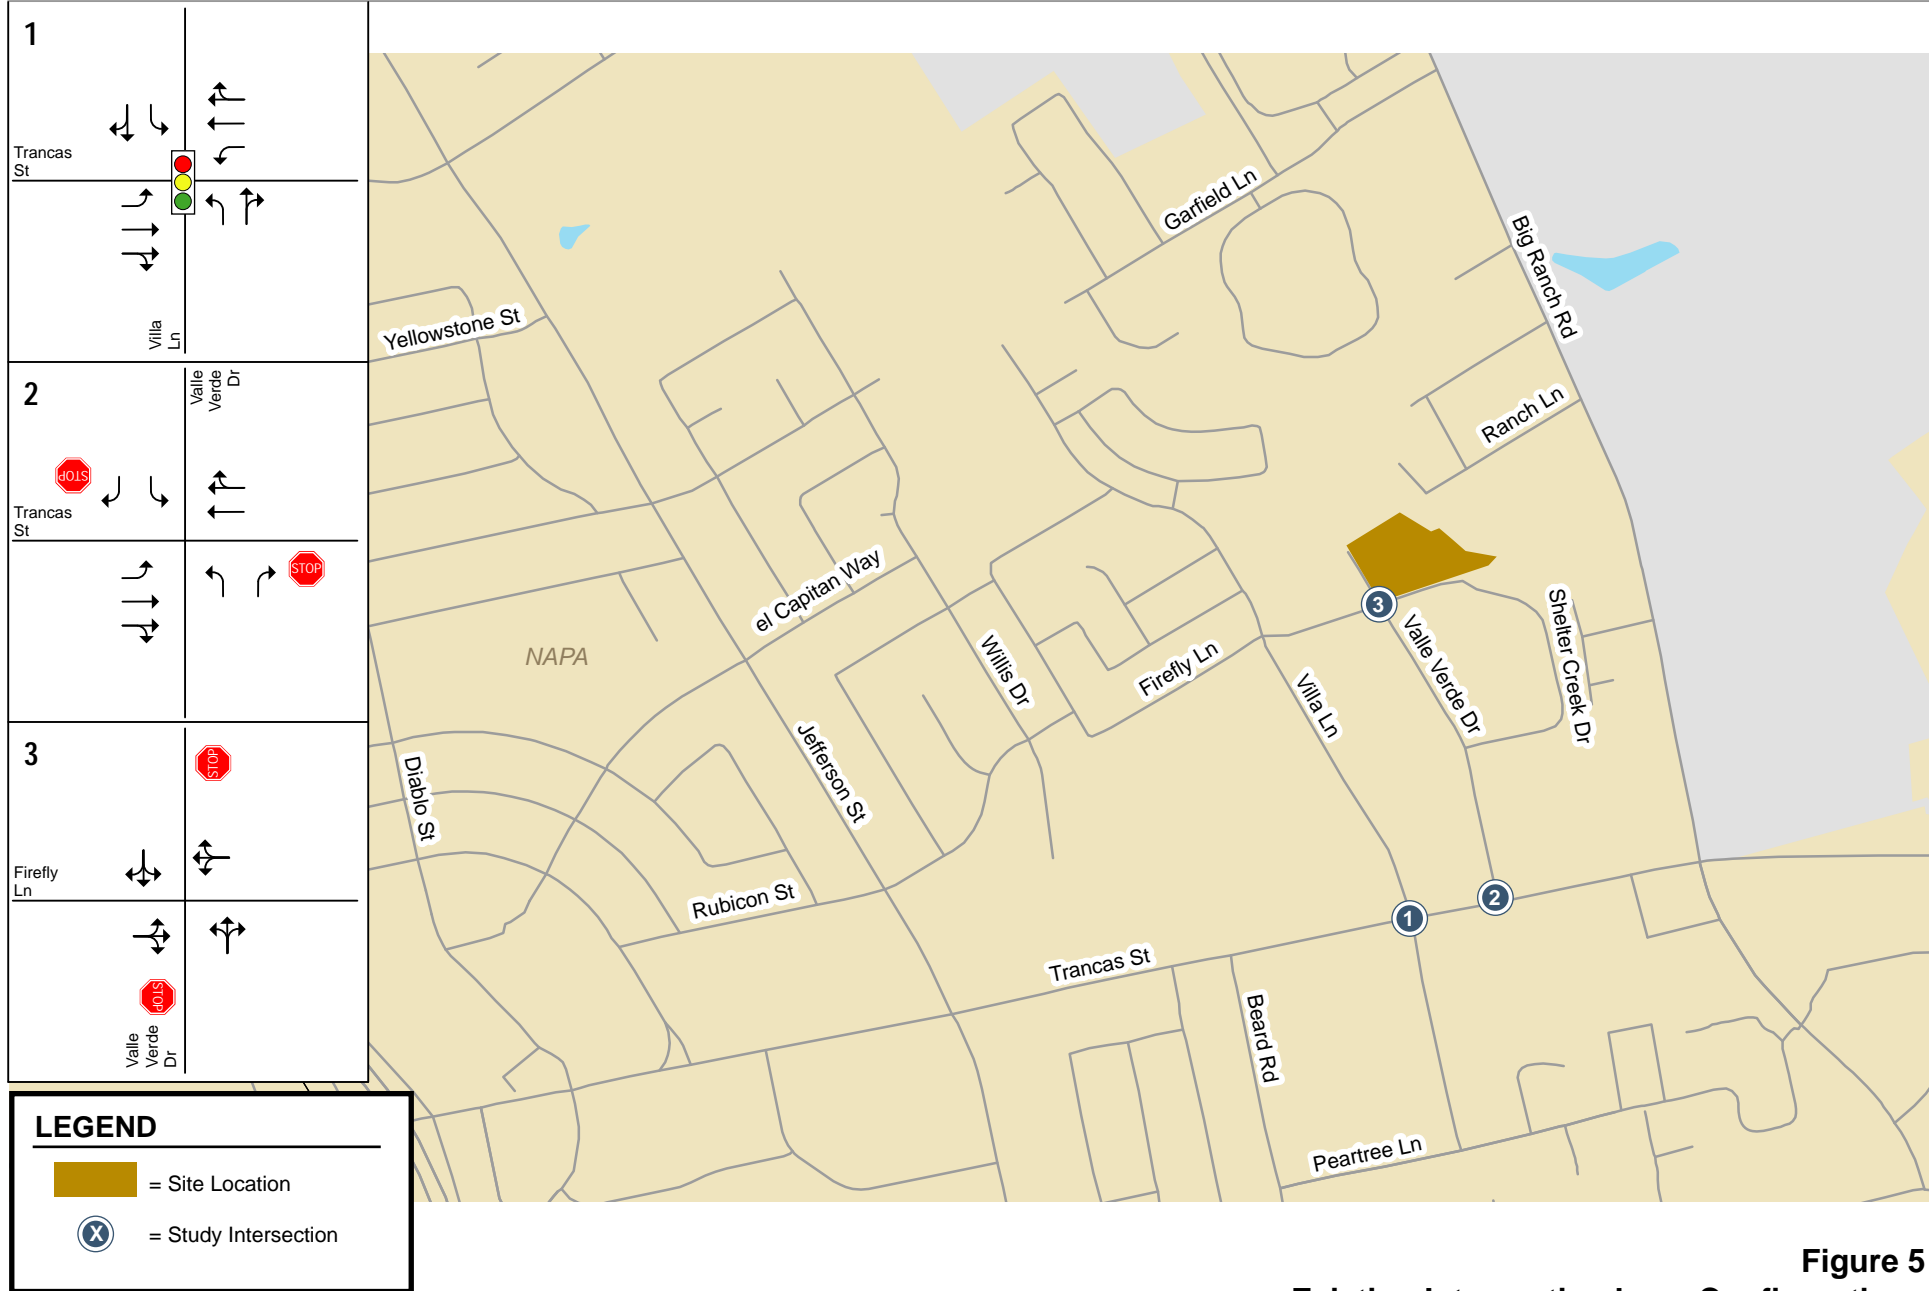 1
Trancas
St
Villa
Ln
2
Valle
Verde
Dr
STOP
Trancas
St
STOP
3
STOP
Firefly
Ln
STOP
Valle
Verde
Dr
Garfield Ln
Big Ranch Rd
Yellowstone St
Ranch Ln
el Capitan Way
NAPA
Willis Dr
Firefly Ln
3
Valle Verde Dr
Shelter Creek Dr
Villa Ln
Jefferson St
Diablo St
Rubicon St
2
1
Trancas St
Beard Rd
Peartree Ln
LEGEND
= Site Location
X = Study Intersection
Figure 5